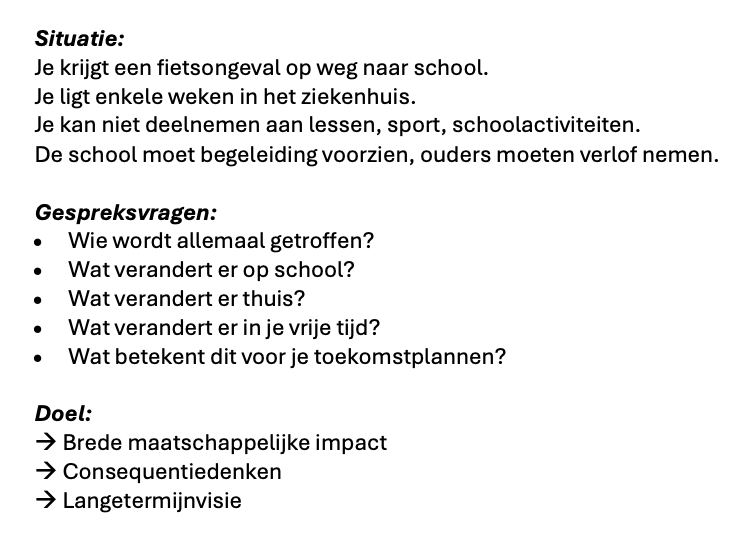 Situatie:
Je krijgt een fietsongeval op weg naar school.
Je ligt enkele weken in het ziekenhuis.
Je kan niet deelnemen aan lessen, sport, schoolactiviteiten.
De school moet begeleiding voorzien, ouders moeten verlof nemen.
Gespreksvragen:
• Wie wordt allemaal getroffen?
• Wat verandert er op school?
• Wat verandert er thuis?
• Wat verandert er in je vrije tijd?
• Wat betekent dit voor je toekomstplannen?
Doel:
→ Brede maatschappelijke impact
→ Consequentiedenken
→ Langetermijnvisie